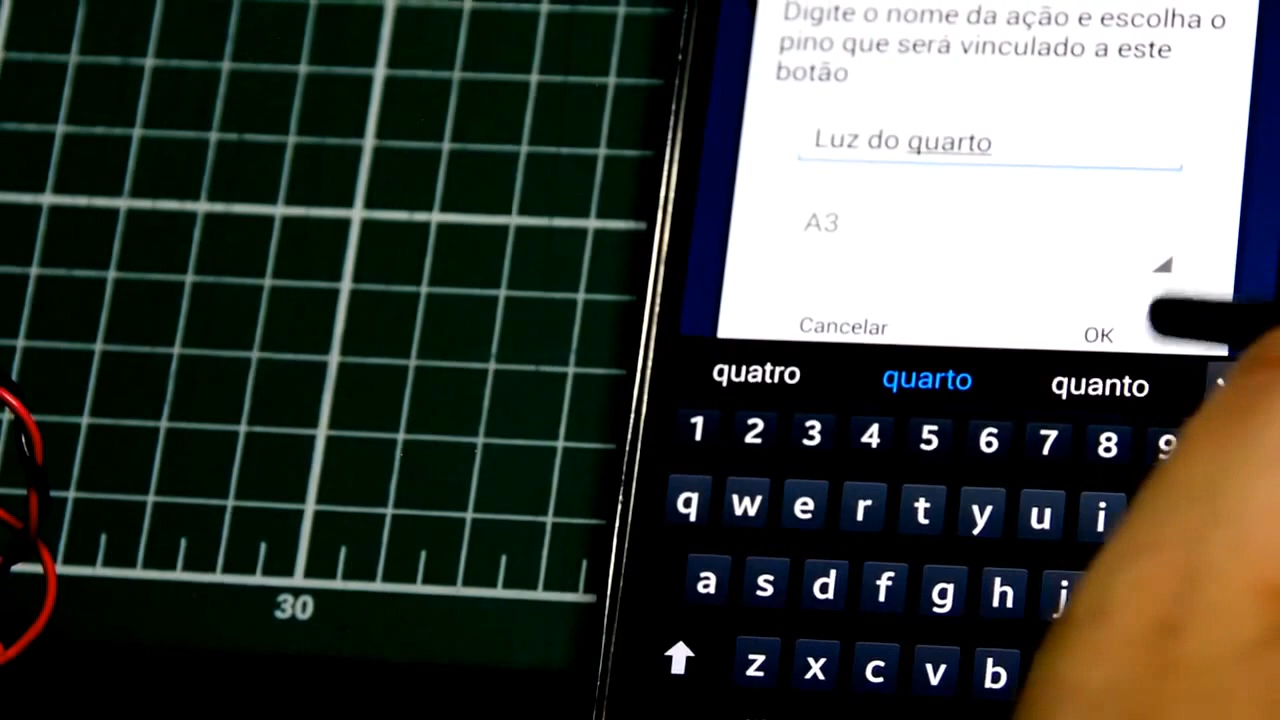 Digite o nome da ação e escolha o
pino que será vinculado a este
botão
Luz do quarto
A3
Cancelar OK
quatro quarto quanto
1 2 3 4 5 6 7 8 9
q w e r t y u i
a s d f g h j
z x c v b
30